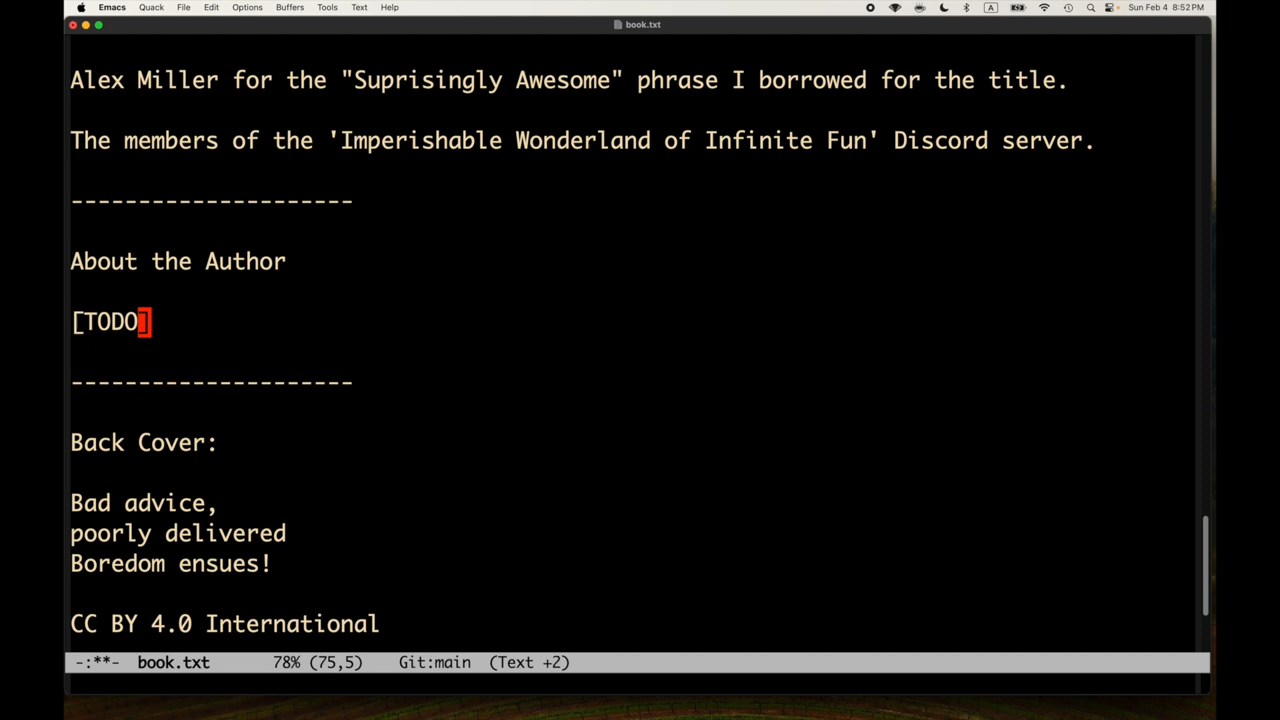 Emacs Quack File Edit Options Buffers Tools Text Help A Sun Feb 4 8:52 PM
book.txt
Alex Miller for the "Suprisingly Awesome" phrase I borrowed for the title.
The members of the 'Imperishable Wonderland of Infinite Fun' Discord server.
---------------------
About the Author
[TODO]
---------------------
Back Cover:
Bad advice,
poorly delivered
Boredom ensues!
CC BY 4.0 International
-:**- book.txt 78% (75,5) Git:main (Text +2)